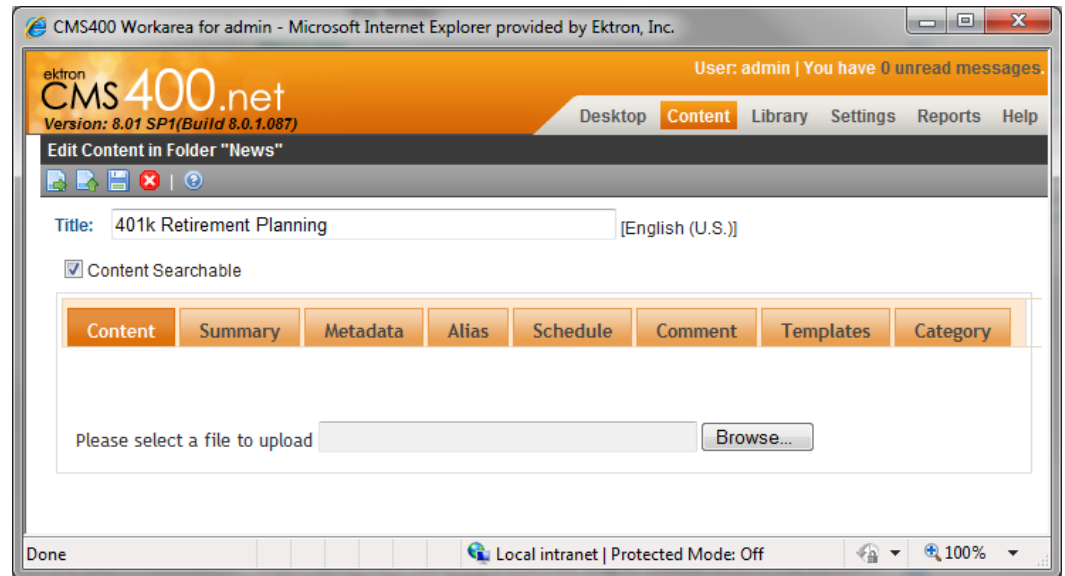 CMS400 Workarea for admin - Microsoft Internet Explorer provided by Ektron, Inc.
User: admin | You have 0 unread messages.
ektron
CMS400.net
Version: 8.01 SP1(Build 8.0.1.087)
Desktop Content Library Settings Reports Help
Edit Content in Folder "News"
Title: 401k Retirement Planning [English (U.S.)]
Content Searchable
Content Summary Metadata Alias Schedule Comment Templates Category
Please select a file to upload Browse...
Done Local intranet | Protected Mode: Off 100%